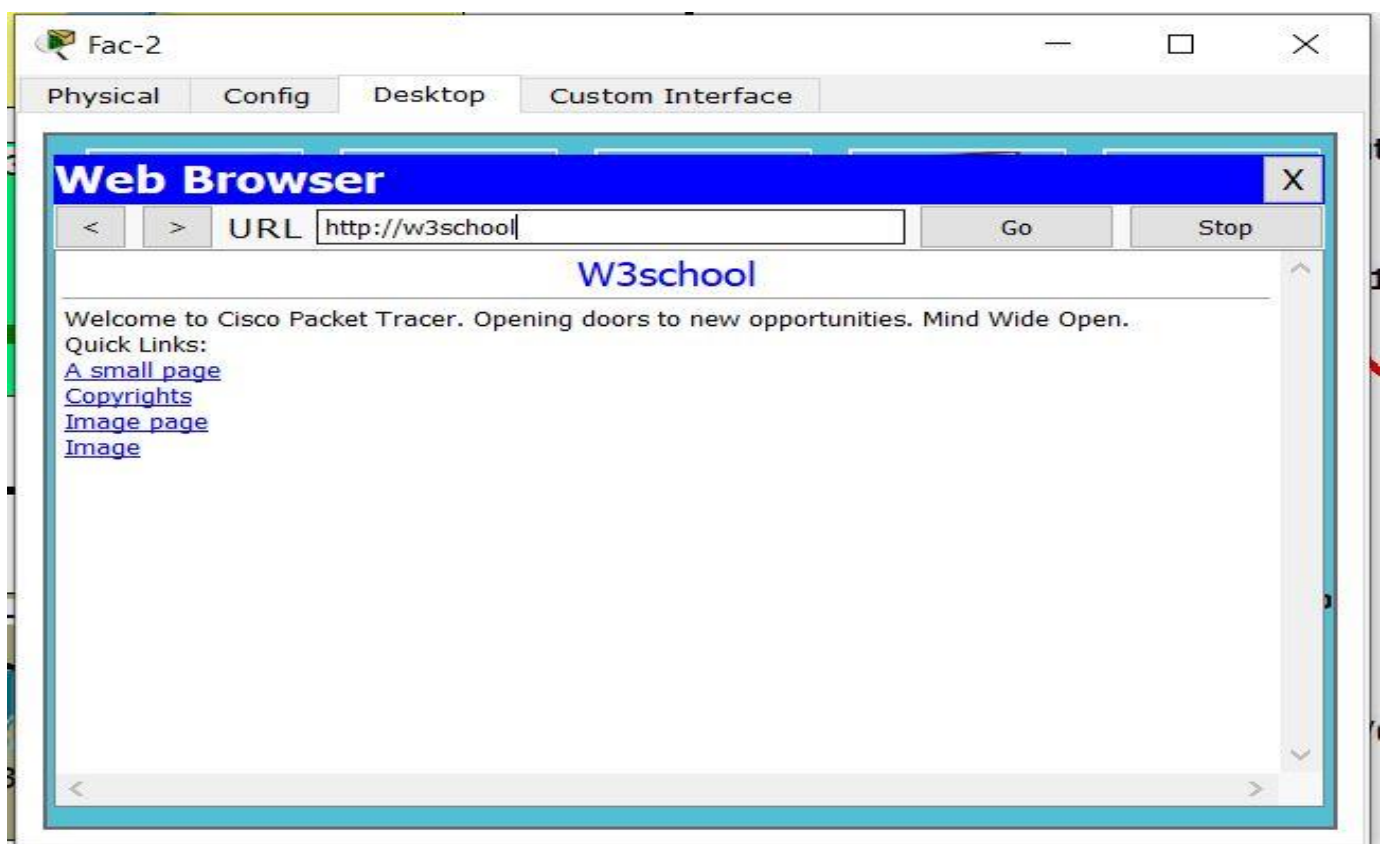 Fac-2
Physical Config Desktop Custom Interface
Web Browser X
< > URL http://w3school Go Stop
W3school
Welcome to Cisco Packet Tracer. Opening doors to new opportunities. Mind Wide Open.
Quick Links:
A small page
Copyrights
Image page
Image